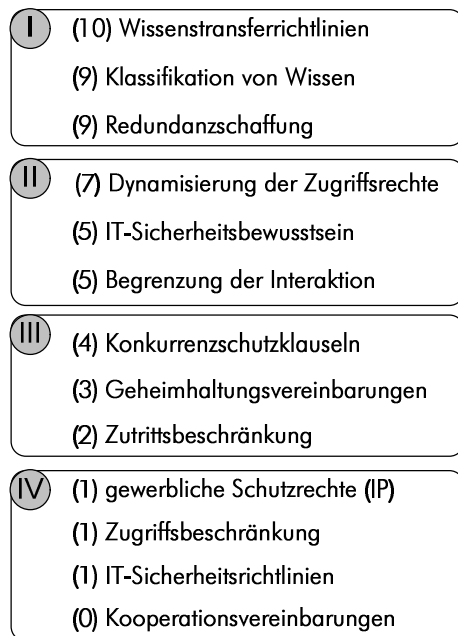 I (10) Wissenstransferrichtlinien
(9) Klassifikation von Wissen
(9) Redundanzschaffung
II (7) Dynamisierung der Zugriffsrechte
(5) IT-Sicherheitsbewusstsein
(5) Begrenzung der Interaktion
III (4) Konkurrenzschutzklauseln
(3) Geheimhaltungsvereinbarungen
(2) Zutrittsbeschränkung
IV (1) gewerbliche Schutzrechte (IP)
(1) Zugriffsbeschränkung
(1) IT-Sicherheitsrichtlinien
(0) Kooperationsvereinbarungen